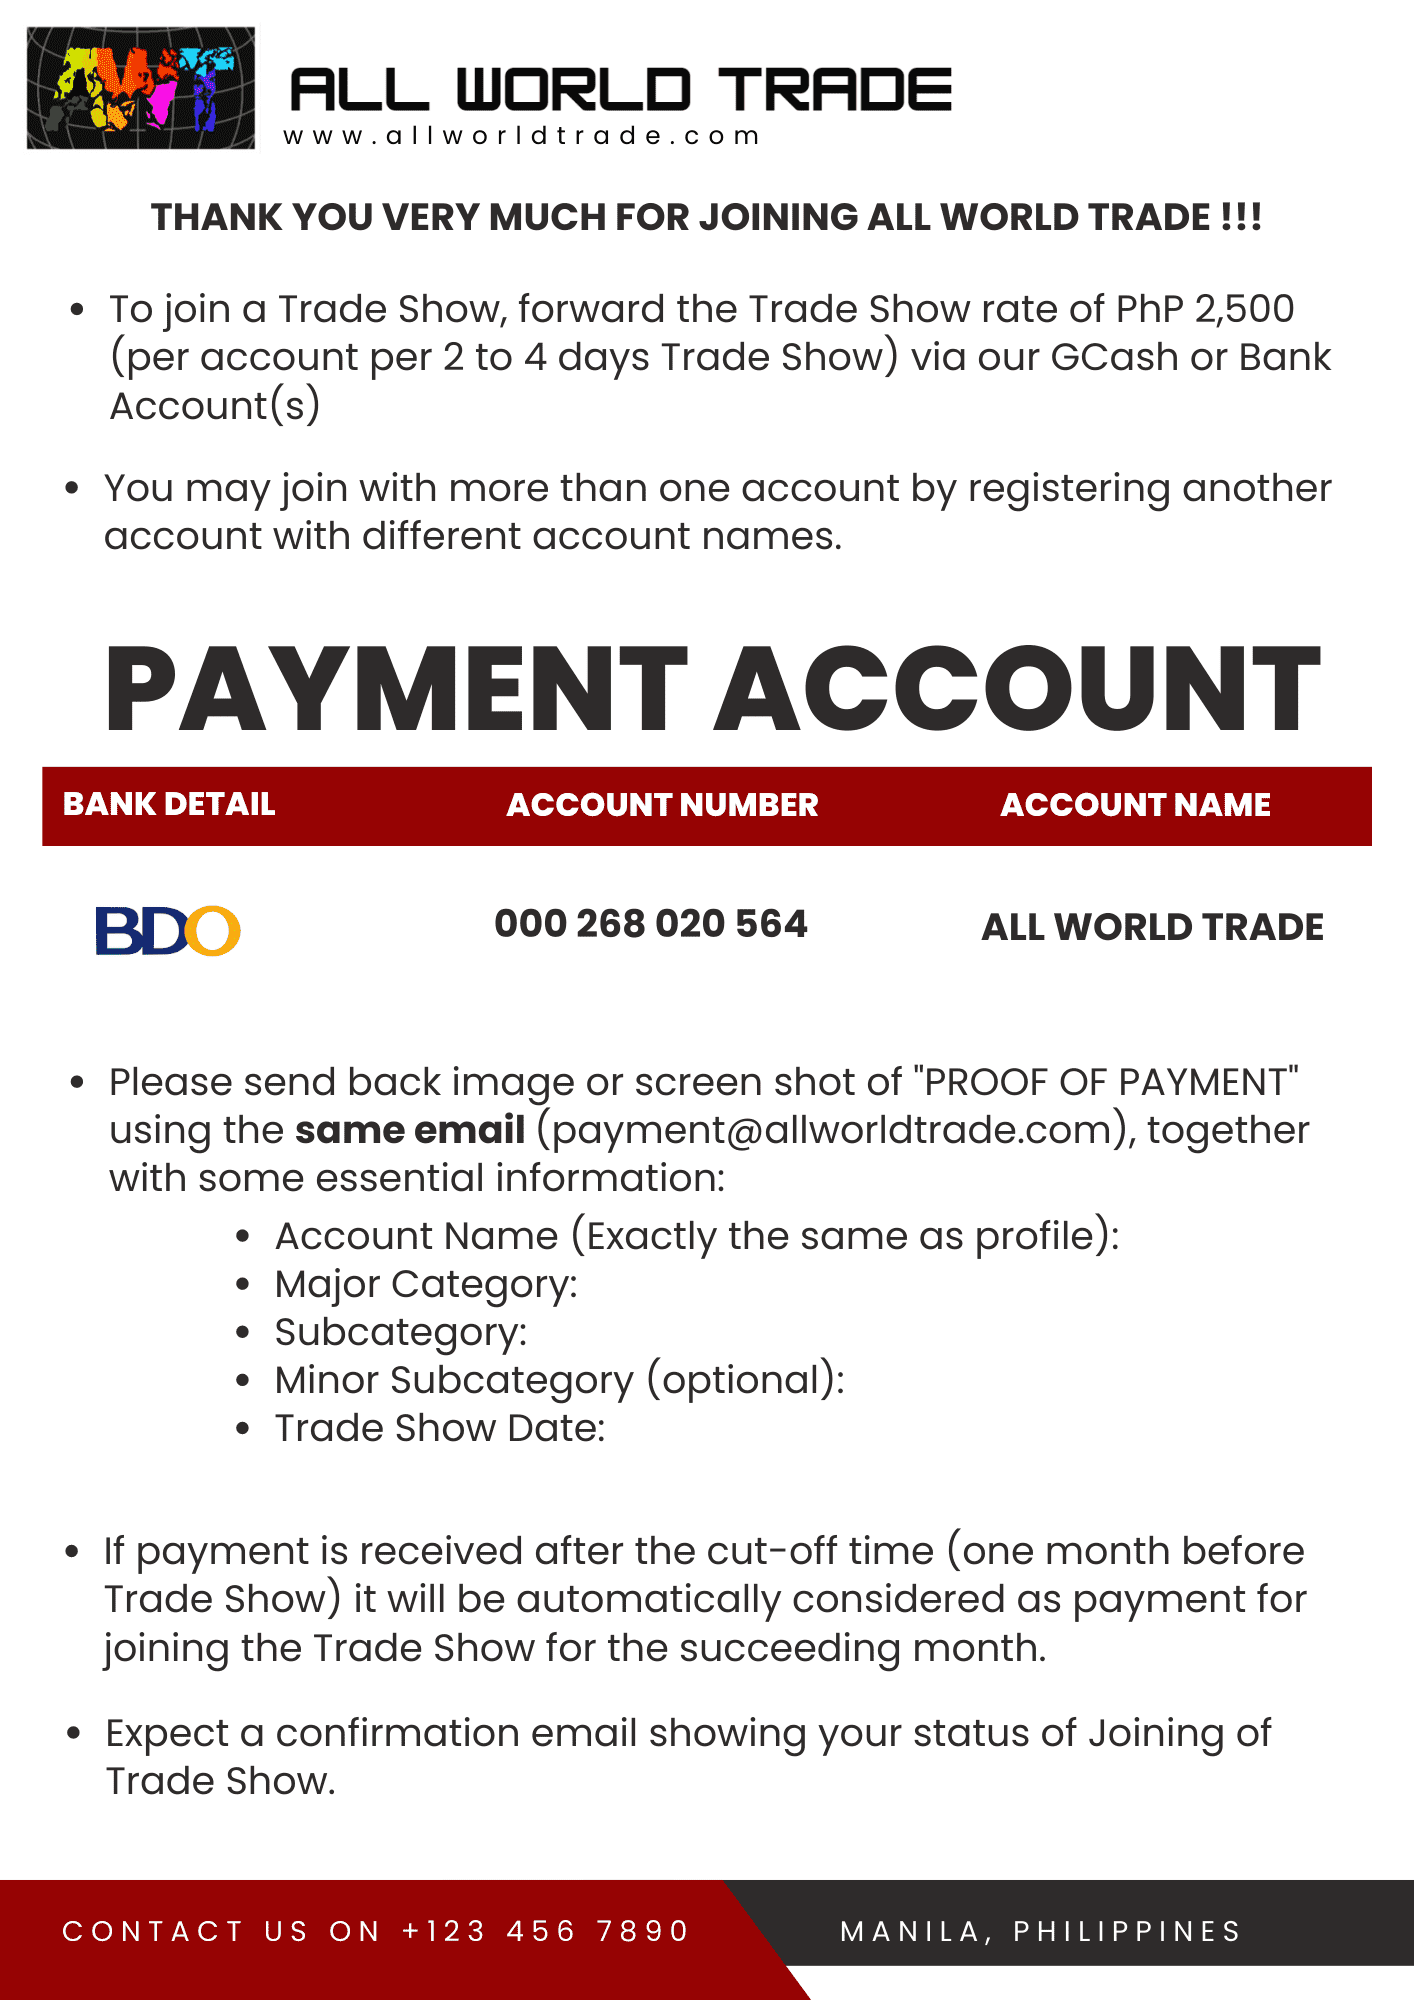 AWT
ALL WORLD TRADE
www.allworldtrade.com
THANK YOU VERY MUCH FOR JOINING ALL WORLD TRADE !!!
• To join a Trade Show, forward the Trade Show rate of PhP 2,500
(per account per 2 to 4 days Trade Show) via our GCash or Bank
Account(s)
• You may join with more than one account by registering another
account with different account names.
PAYMENT ACCOUNT
BANK DETAIL ACCOUNT NUMBER ACCOUNT NAME
BDO 000 268 020 564 ALL WORLD TRADE
• Please send back image or screen shot of "PROOF OF PAYMENT"
using the same email (payment@allworldtrade.com), together
with some essential information:
• Account Name (Exactly the same as profile):
• Major Category:
• Subcategory:
• Minor Subcategory (optional):
• Trade Show Date:
• If payment is received after the cut-off time (one month before
Trade Show) it will be automatically considered as payment for
joining the Trade Show for the succeeding month.
• Expect a confirmation email showing your status of Joining of
Trade Show.
CONTACT US ON +123 456 7890 MANILA, PHILIPPINES